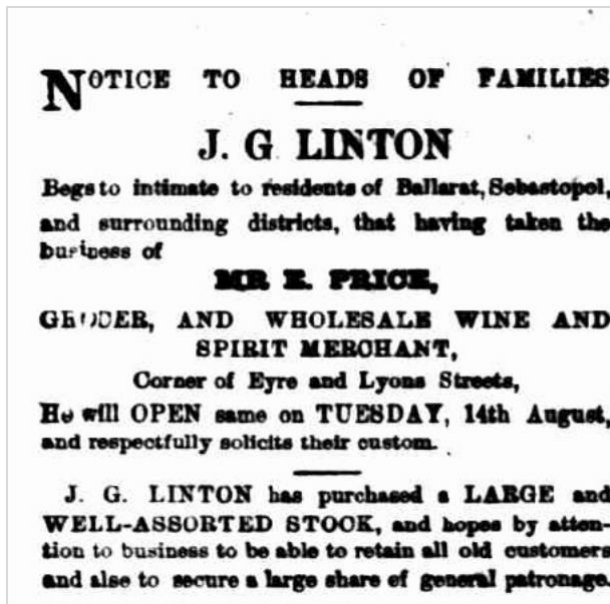 NOTICE TO HEADS OF FAMILIES
J. G LINTON
Begs to intimate to residents of Ballarat, Sebastopol,
and surrounding districts, that having taken the
business of
MR E. PRICE,
GROCER, AND WHOLESALE WINE AND
SPIRIT MERCHANT,
Corner of Eyre and Lyons Streets,
He will OPEN same on TUESDAY, 14th August,
and respectfully solicits their custom.
J. G. LINTON has purchased a LARGE and
WELL-ASSORTED STOCK, and hopes by atten-
tion to business to be able to retain all old customers
and also to secure a large share of general patronage.